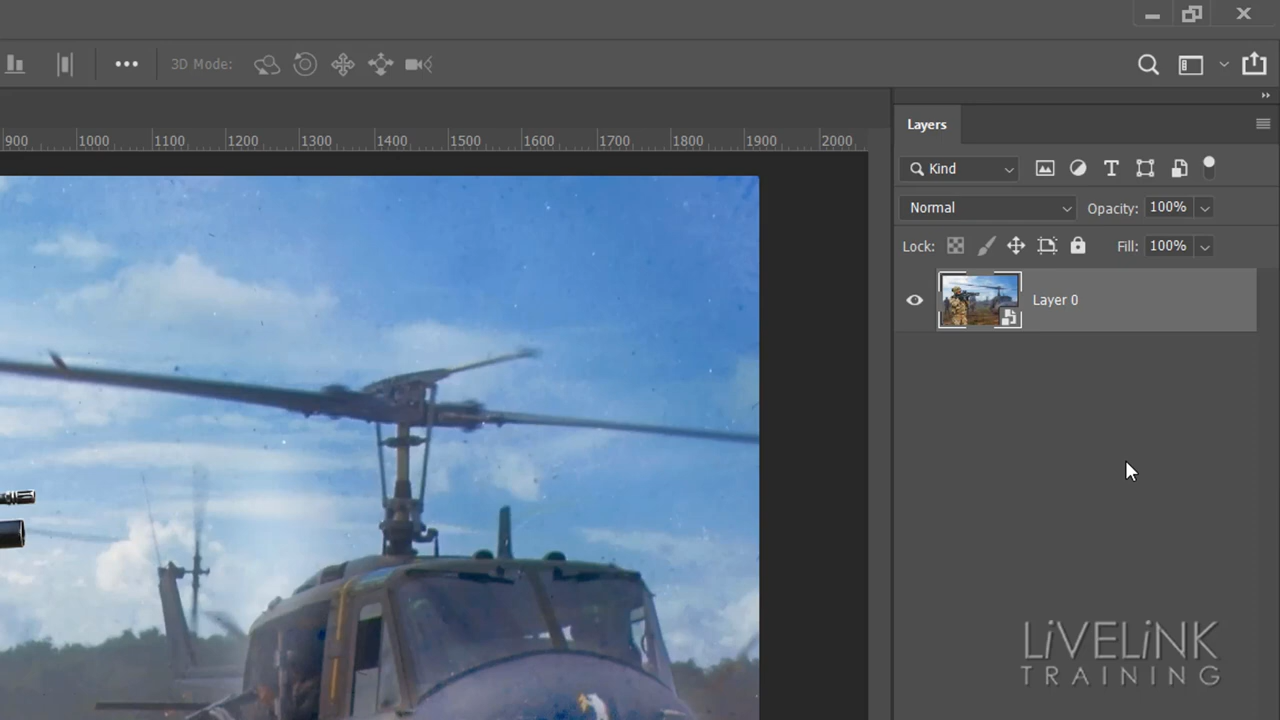 3D Mode:
Layers
900 1000 1100 1200 1300 1400 1500 1600 1700 1800 1900 2000
Kind
Normal Opacity: 100%
Lock: Fill: 100%
Layer 0
LiVELiNK
TRAINING